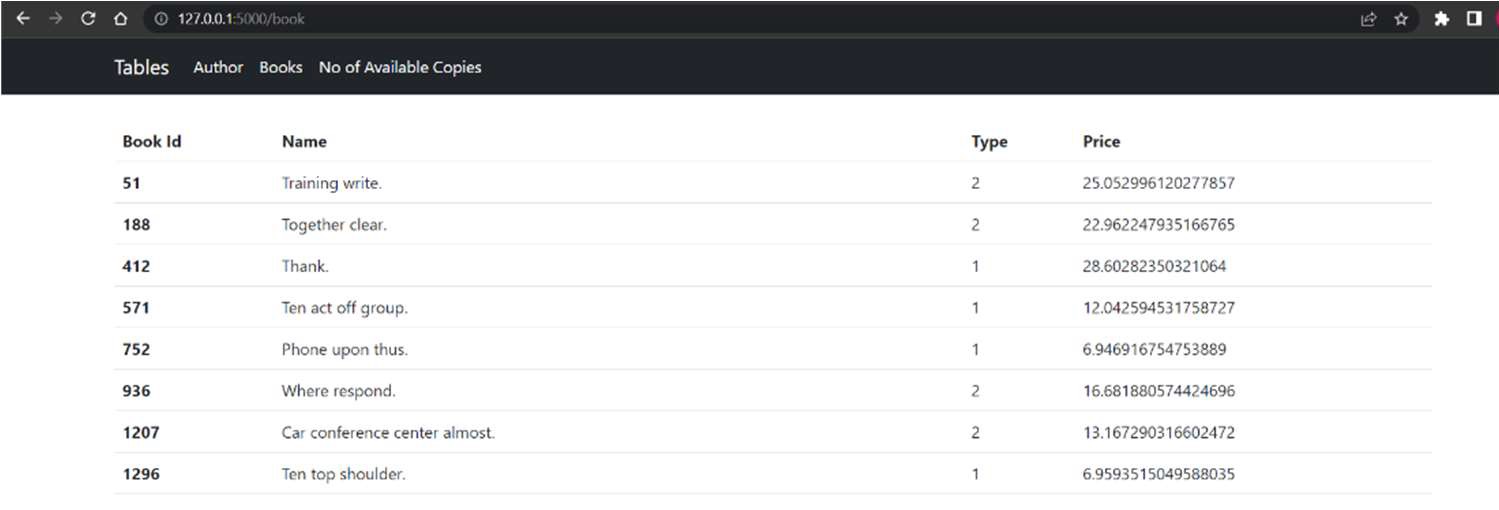 127.0.0.1:5000/book
Tables Author Books No of Available Copies
Book Id Name Type Price
51 Training write. 2 25.052996120277857
188 Together clear. 2 22.962247935166765
412 Thank. 1 28.60282350321064
571 Ten act off group. 1 12.042594531758727
752 Phone upon thus. 1 6.946916754753889
936 Where respond. 2 16.681880574424696
1207 Car conference center almost. 2 13.167290316602472
1296 Ten top shoulder. 1 6.9593515049588035